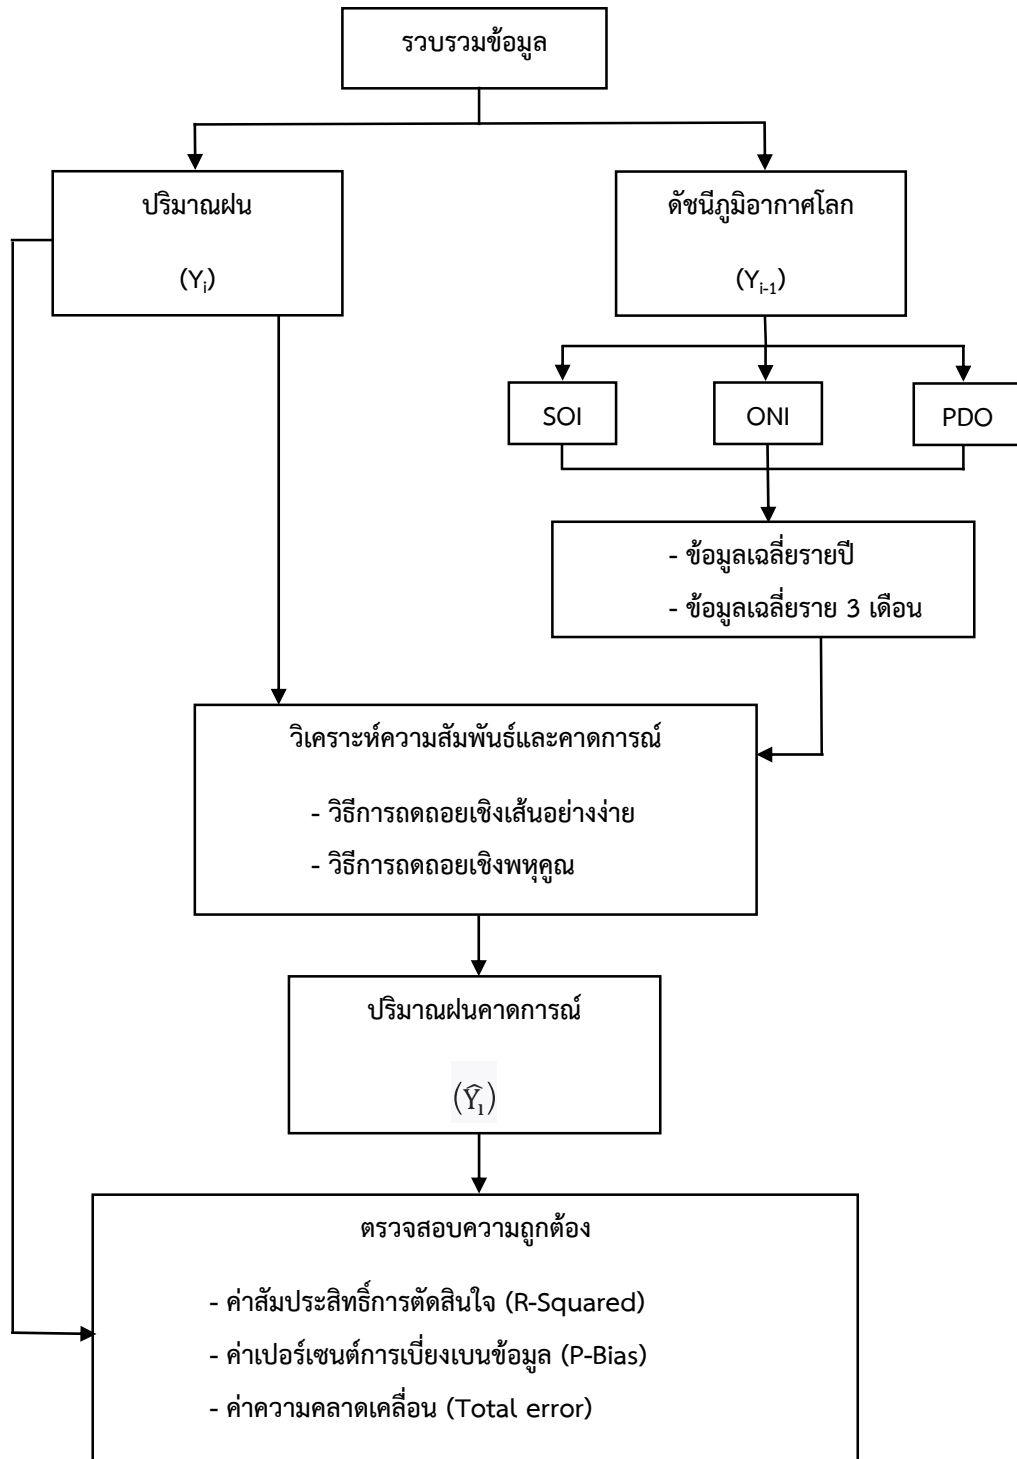 รวบรวมข้อมูล
ปริมาณฝน
(Yᵢ)
ดัชนีภูมิอากาศโลก
(Yᵢ₋₁)
SOI
ONI
PDO
- ข้อมูลเฉลี่ยรายปี
- ข้อมูลเฉลี่ยราย 3 เดือน
วิเคราะห์ความสัมพันธ์และคาดการณ์
- วิธีการถดถอยเชิงเส้นอย่างง่าย
- วิธีการถดถอยเชิงพหุคูณ
ปริมาณฝนคาดการณ์
(Ŷᵢ)
ตรวจสอบความถูกต้อง
- ค่าสัมประสิทธิ์การตัดสินใจ (R-Squared)
- ค่าเปอร์เซนต์การเบี่ยงเบนข้อมูล (P-Bias)
- ค่าความคลาดเคลื่อน (Total error)